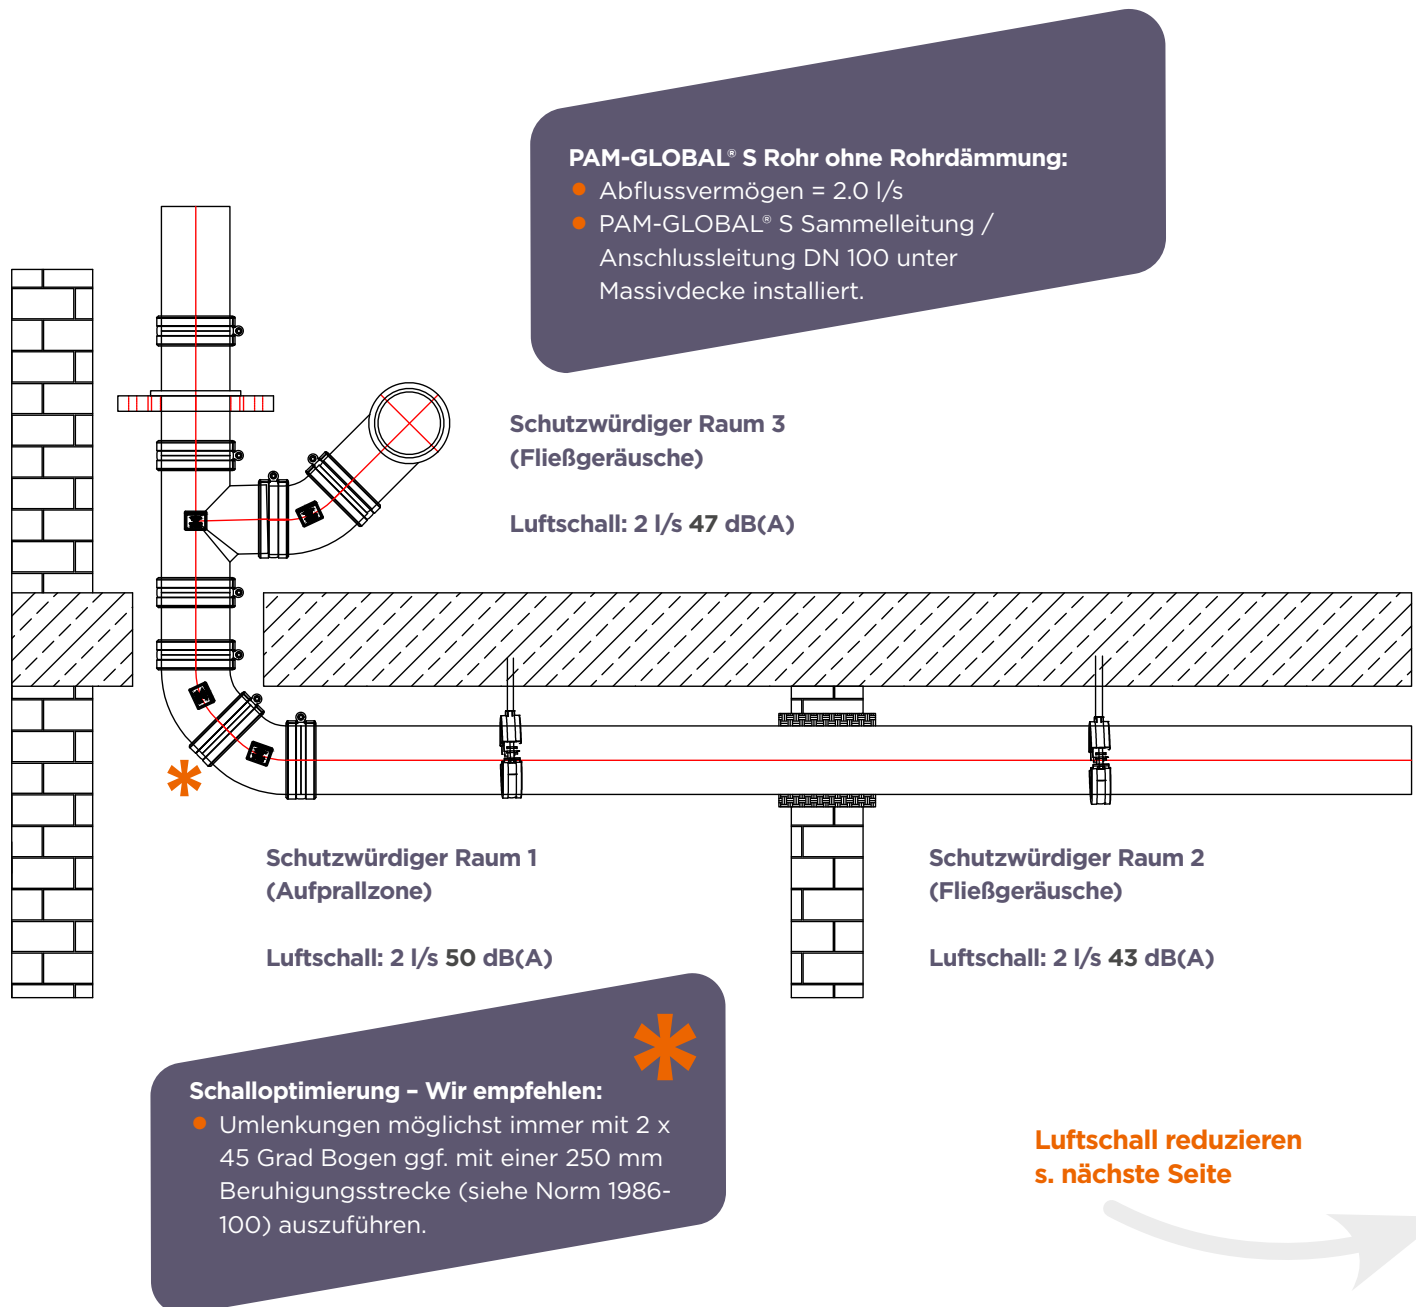 PAM-GLOBAL® S Rohr ohne Rohrdämmung:
Abflussvermögen = 2.0 l/s
PAM-GLOBAL® S Sammelleitung /
Anschlussleitung DN 100 unter
Massivdecke installiert.
Schutzwürdiger Raum 3
(Fließgeräusche)
Luftschall: 2 l/s 47 dB(A)
Schutzwürdiger Raum 1
(Aufprallzone)
Luftschall: 2 l/s 50 dB(A)
Schutzwürdiger Raum 2
(Fließgeräusche)
Luftschall: 2 l/s 43 dB(A)
Schalloptimierung – Wir empfehlen:
Umlenkungen möglichst immer mit 2 x
45 Grad Bogen ggf. mit einer 250 mm
Beruhigungsstrecke (siehe Norm 1986-
100) auszuführen.
Luftschall reduzieren
s. nächste Seite